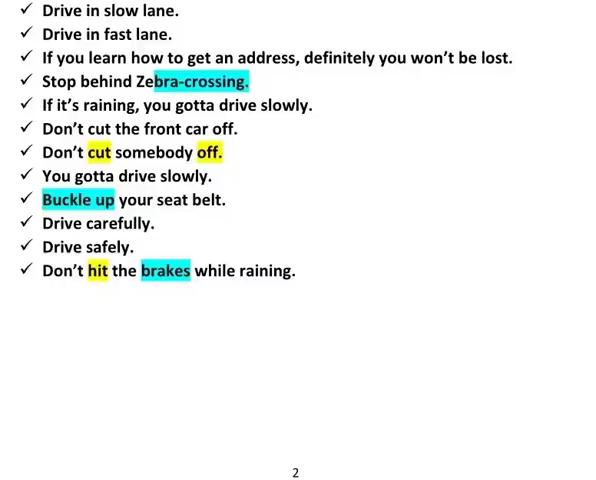 ✓ Drive in slow lane.
✓ Drive in fast lane.
✓ If you learn how to get an address, definitely you won't be lost.
✓ Stop behind Zebra-crossing.
✓ If it's raining, you gotta drive slowly.
✓ Don't cut the front car off.
✓ Don't cut somebody off.
✓ You gotta drive slowly.
✓ Buckle up your seat belt.
✓ Drive carefully.
✓ Drive safely.
✓ Don't hit the brakes while raining.
2